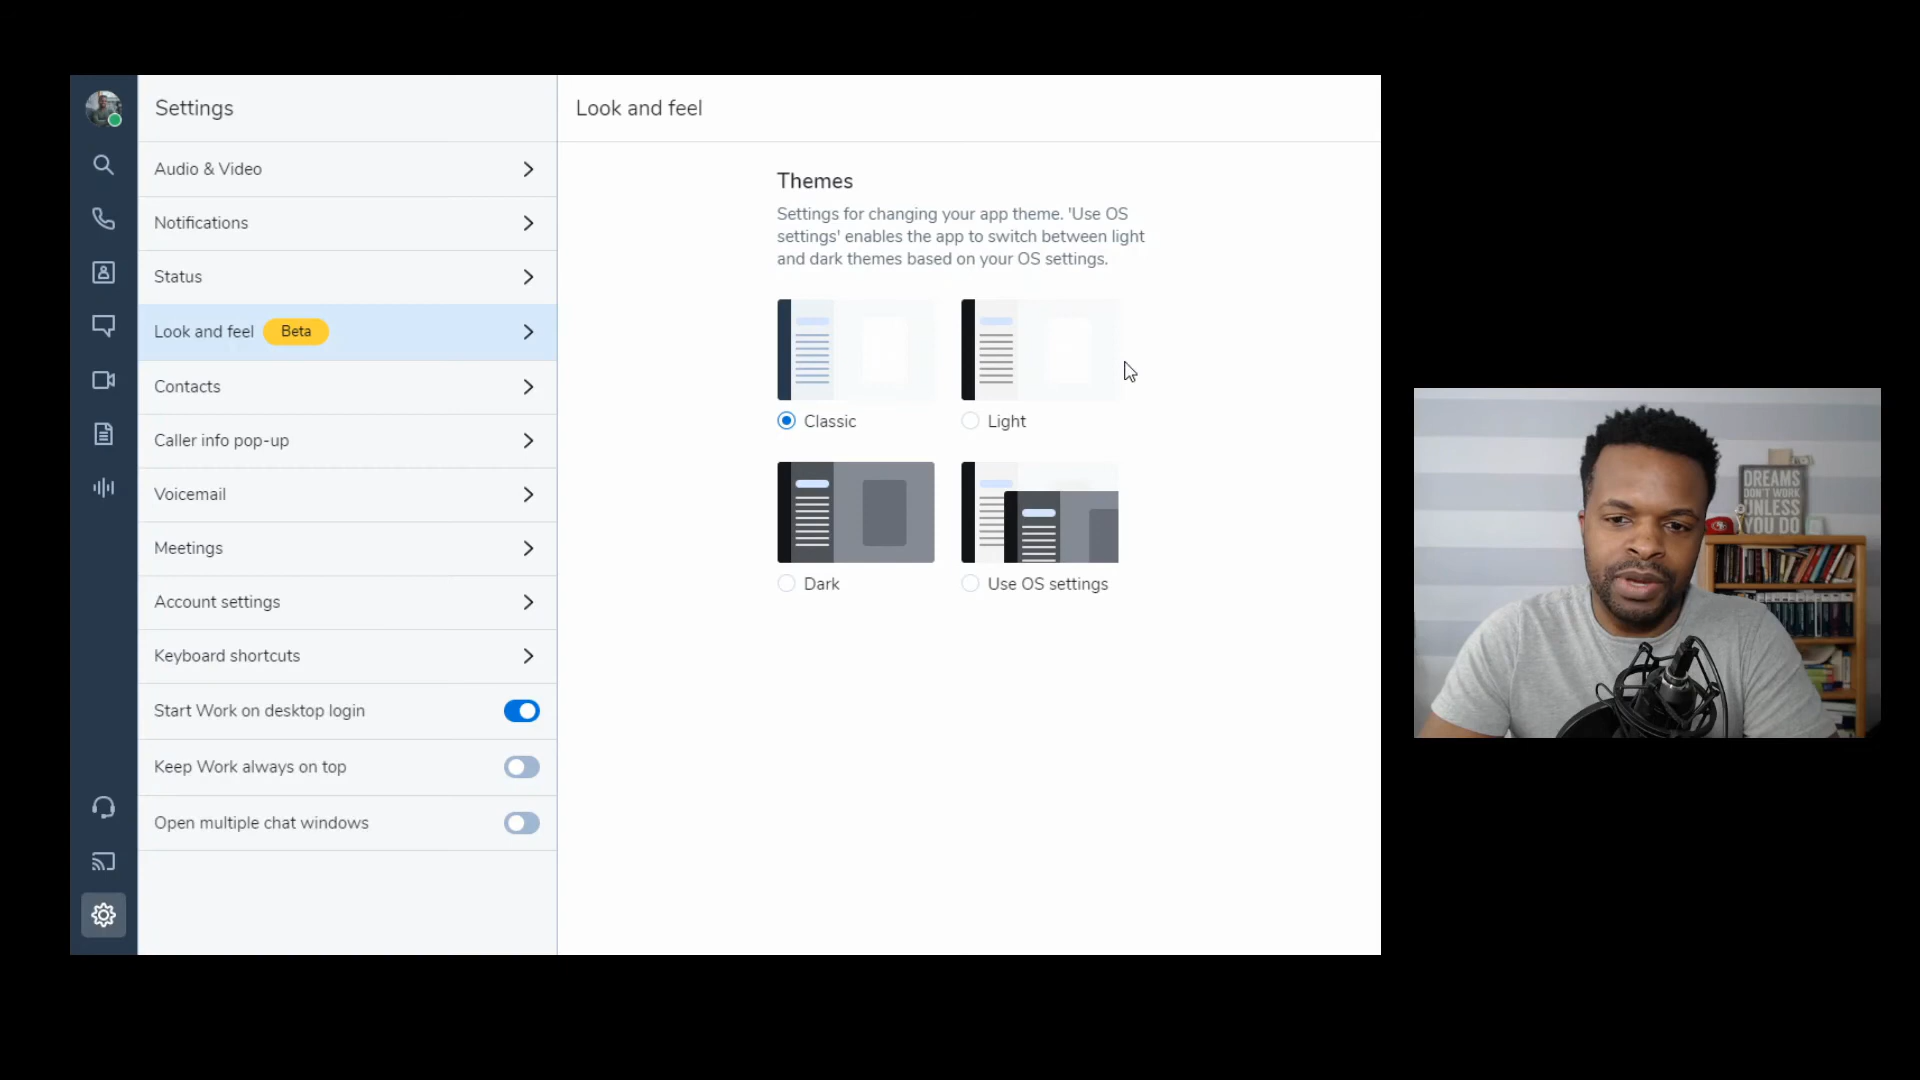 Settings
Audio & Video
Notifications
Status
Look and feel Beta
Contacts
Caller info pop-up
Voicemail
Meetings
Account settings
Keyboard shortcuts
Start Work on desktop login
Keep Work always on top
Open multiple chat windows
Look and feel
Themes
Settings for changing your app theme. 'Use OS
settings' enables the app to switch between light
and dark themes based on your OS settings.
Classic
Light
Dark
Use OS settings
DREAMS
DON'T WORK
UNLESS
YOU DO